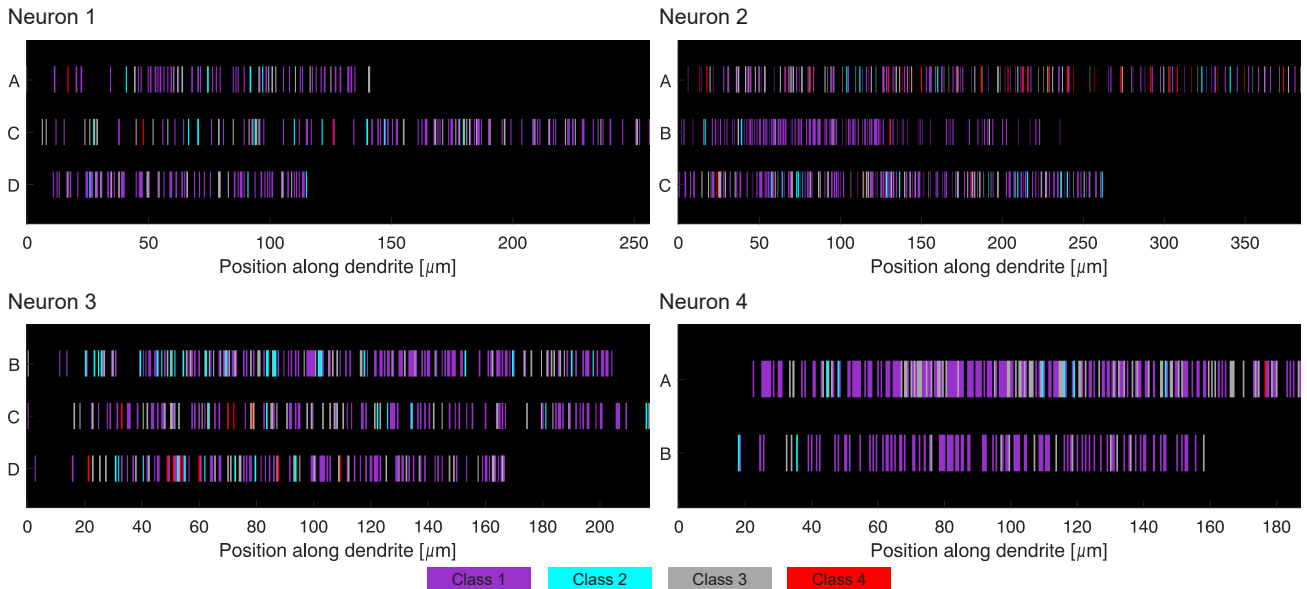 Neuron 1
A
C
D
0 50 100 150 200 250
Position along dendrite [μm]
Neuron 2
A
B
C
0 50 100 150 200 250 300 350
Position along dendrite [μm]
Neuron 3
B
C
D
0 20 40 60 80 100 120 140 160 180 200
Position along dendrite [μm]
Neuron 4
A
B
0 20 40 60 80 100 120 140 160 180
Position along dendrite [μm]
Class 1 Class 2 Class 3 Class 4